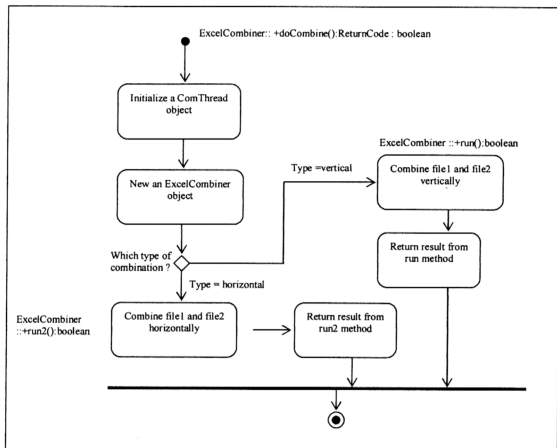 ExcelCombiner:: +doCombine():ReturnCode : boolean
Initialize a ComThread
object
ExcelCombiner ::+run():boolean
New an ExcelCombiner
object
Type =vertical
Combine file1 and file2
vertically
Which type of
combination ?
Return result from
run method
Type = horizontal
ExcelCombiner
::+run2():boolean
Combine file1 and file2
horizontally
Return result from
run2 method